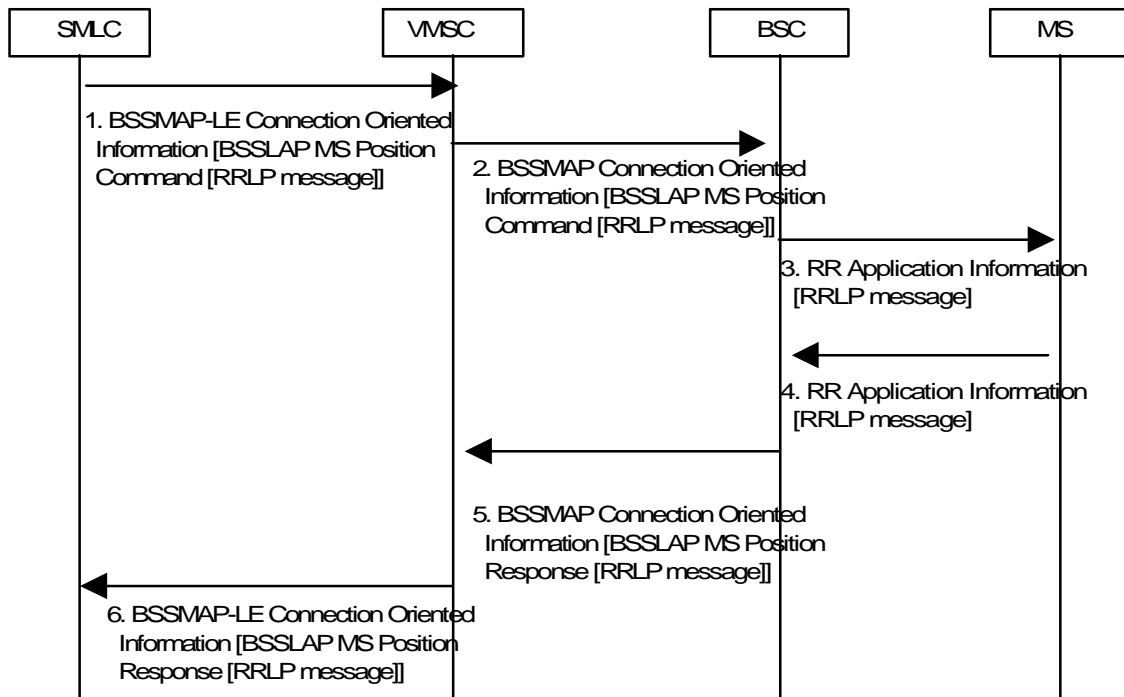 SMLC
VMSC
BSC
MS
1. BSSMAP-LE Connection Oriented
Information [BSSLAP MS Position
Command [RRLP message]]
2. BSSMAP Connection Oriented
Information [BSSLAP MS Position
Command [RRLP message]]
3. RR Application Information
[RRLP message]
4. RR Application Information
[RRLP message]
5. BSSMAP Connection Oriented
Information [BSSLAP MS Position
Response [RRLP message]]
6. BSSMAP-LE Connection Oriented
Information [BSSLAP MS Position
Response [RRLP message]]